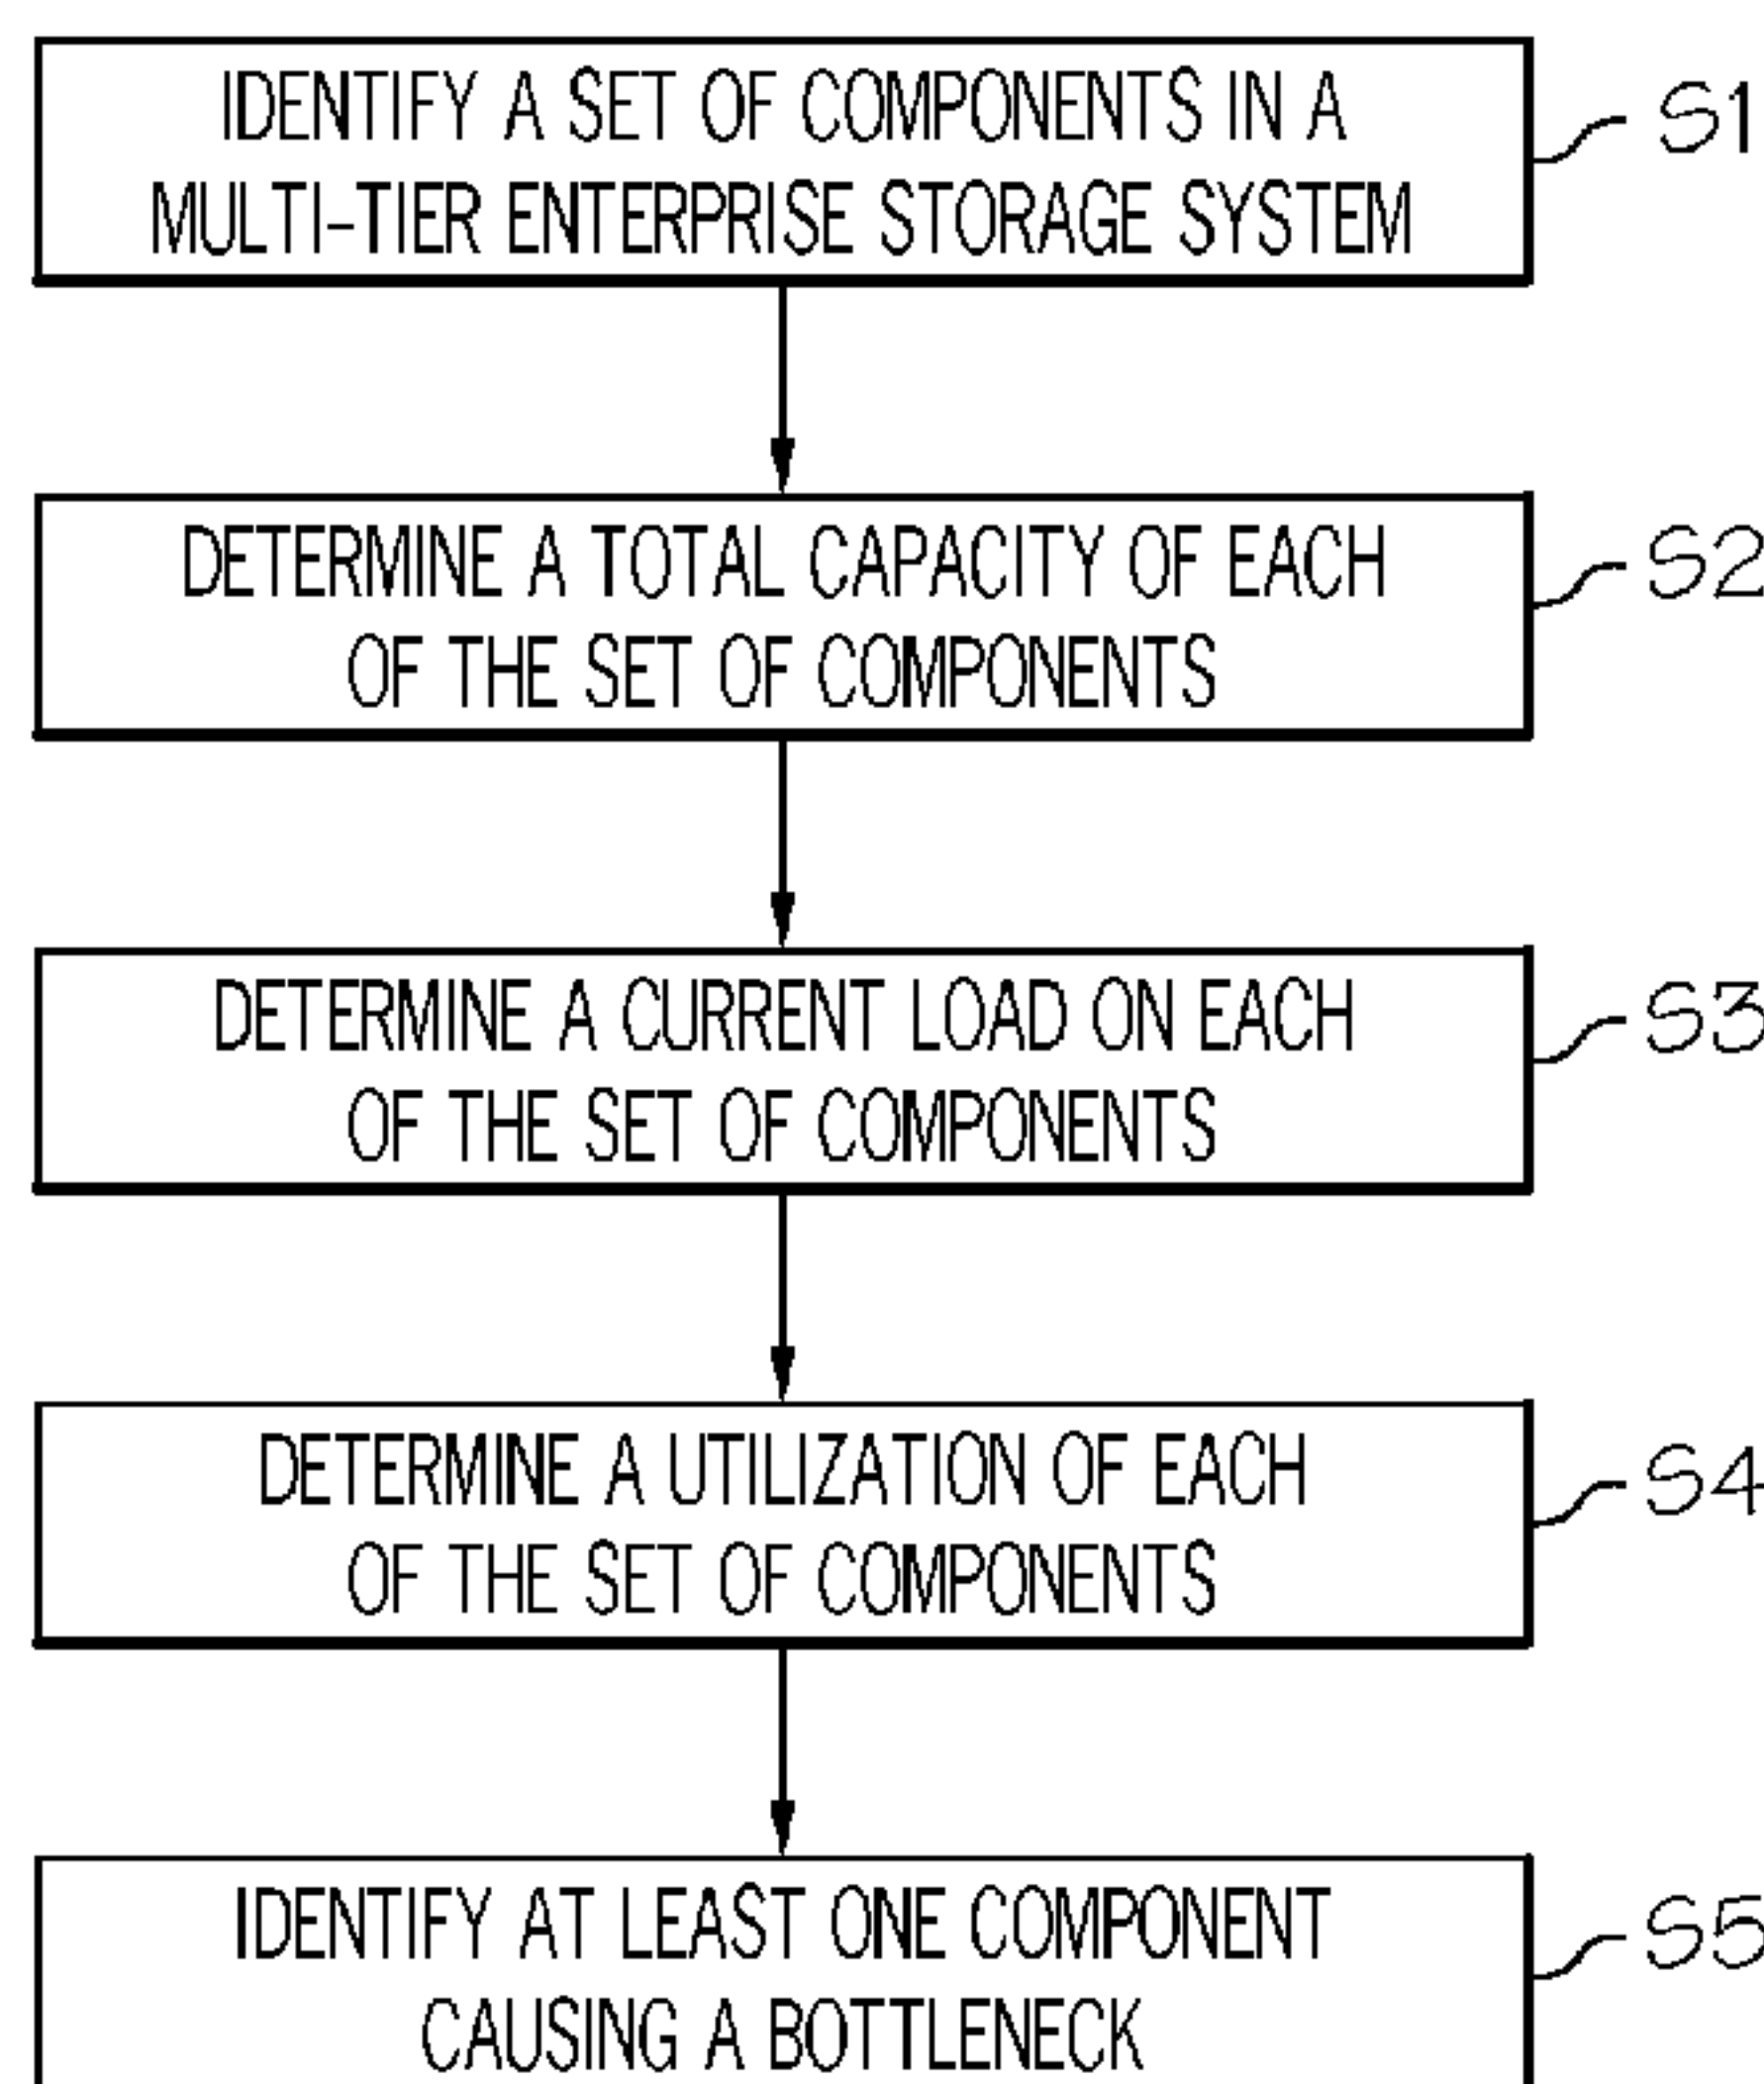 IDENTIFY A SET OF COMPONENTS IN A
MULTI-TIER ENTERPRISE STORAGE SYSTEM
S1
DETERMINE A TOTAL CAPACITY OF EACH
OF THE SET OF COMPONENTS
S2
DETERMINE A CURRENT LOAD ON EACH
OF THE SET OF COMPONENTS
S3
DETERMINE A UTILIZATION OF EACH
OF THE SET OF COMPONENTS
S4
IDENTIFY AT LEAST ONE COMPONENT
CAUSING A BOTTLENECK
S5